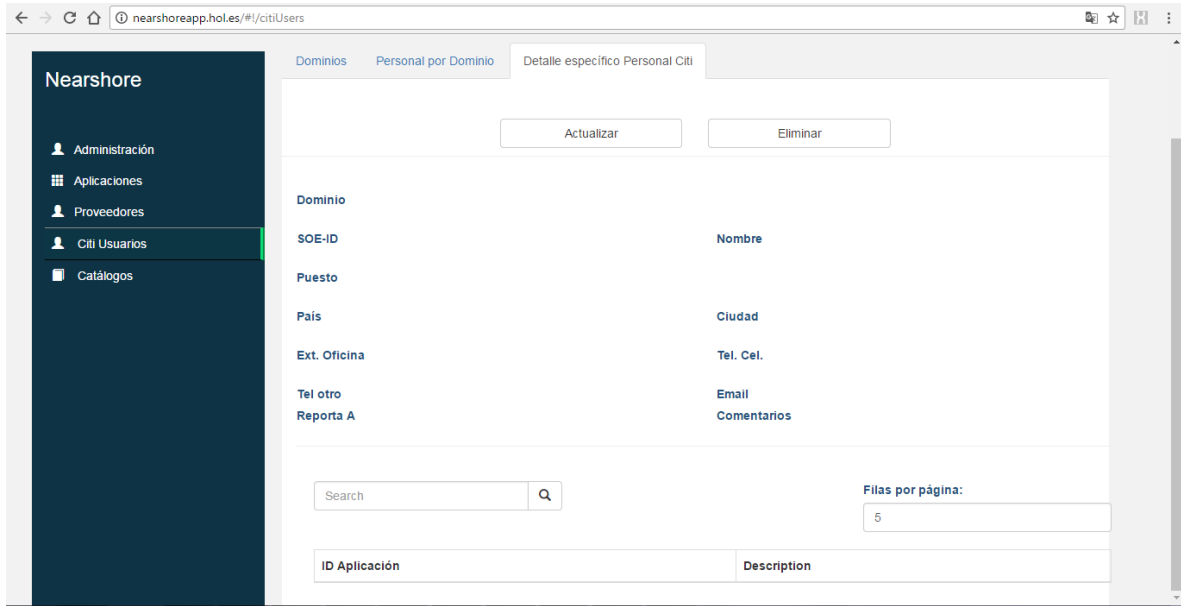 nearshoreapp.hol.es/#!/citiUsers
Nearshore
Administración
Aplicaciones
Proveedores
Citi Usuarios
Catálogos
Dominios Personal por Dominio Detalle específico Personal Citi
Actualizar Eliminar
Dominio
SOE-ID Nombre
Puesto
País Ciudad
Ext. Oficina Tel. Cel.
Tel otro Email
Reporta A Comentarios
Search Filas por página:
5
ID Aplicación Description